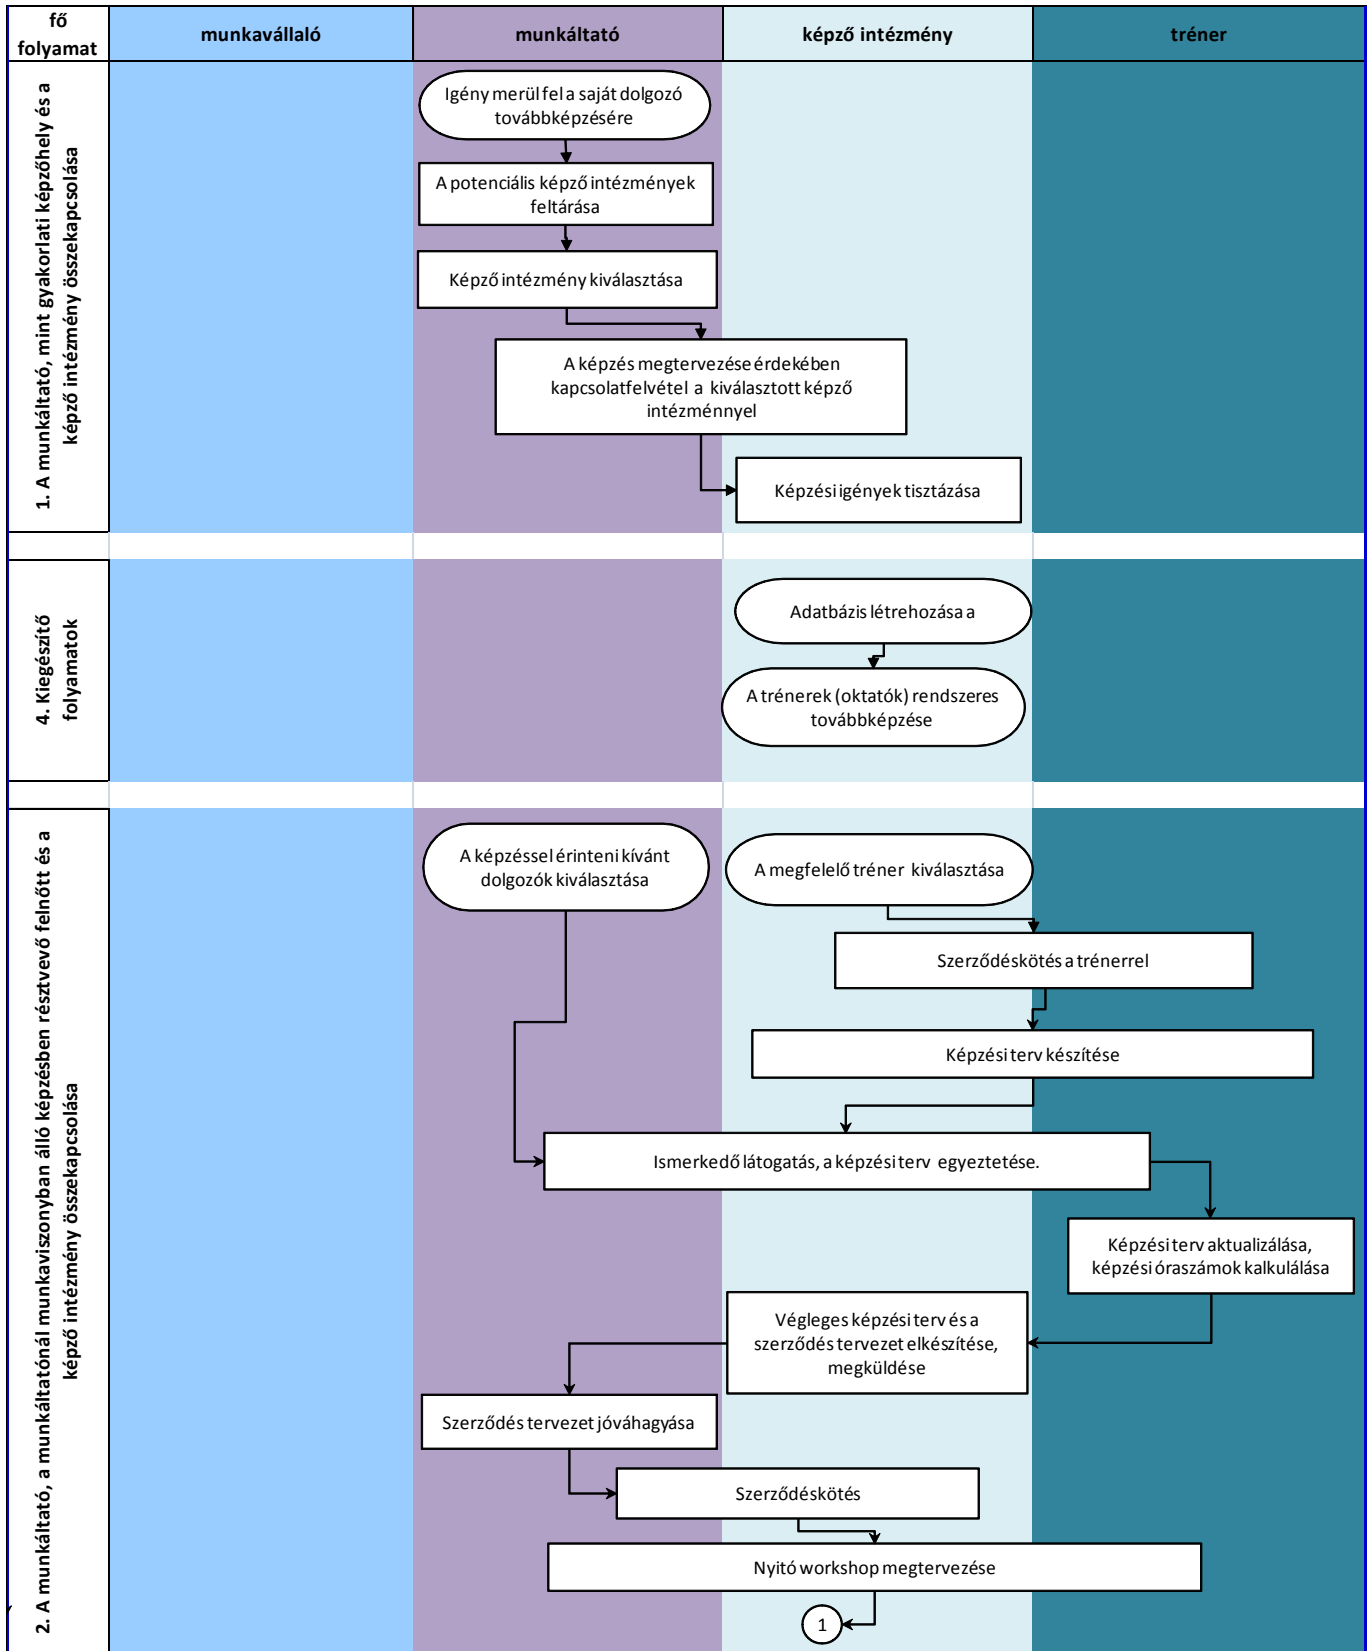 fő
folyamat
munkavállaló
munkáltató
képző intézmény
tréner
1. A munkáltató, mint gyakorlati képzőhely és a
képző intézmény összekapcsolása
Igény merül fel a saját dolgozó
továbbképzésére
A potenciális képző intézmények
feltárása
Képző intézmény kiválasztása
A képzés megtervezése érdekében
kapcsolatfelvétel a kiválasztott képző
intézménnyel
Képzési igények tisztázása
4. Kiegészítő
folyamatok
Adatbázis létrehozása a
A trénerek (oktatók) rendszeres
továbbképzése
2. A munkáltató, a munkáltatónál munkaviszonyban álló képzésben résztvevő felnőtt és a
képző intézmény összekapcsolása
A képzéssel érinteni kívánt
dolgozók kiválasztása
A megfelelő tréner kiválasztása
Szerződéskötés a trénerrel
Képzési terv készítése
Ismerkedő látogatás, a képzési terv egyeztetése.
Képzési terv aktualizálása,
képzési óraszámok kalkulálása
Végleges képzési terv és a
szerződés tervezet elkészítése,
megküldése
Szerződés tervezet jóváhagyása
Szerződéskötés
Nyitó workshop megtervezése
1